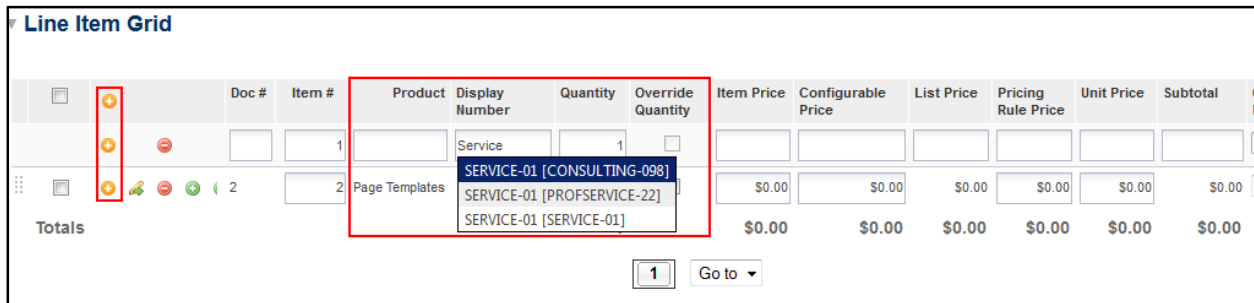 Line Item Grid
Doc # Item # Product Display Number Quantity Override Quantity Item Price Configurable Price List Price Pricing Rule Price Unit Price Subtotal
1 Service 1
SERVICE-01 [CONSULTING-098]
SERVICE-01 [PROFSERVICE-22]
SERVICE-01 [SERVICE-01]
2 2 Page Templates $0.00 $0.00 $0.00 $0.00 $0.00 $0.00
Totals $0.00 $0.00 $0.00 $0.00 $0.00 $0.00
1 Go to